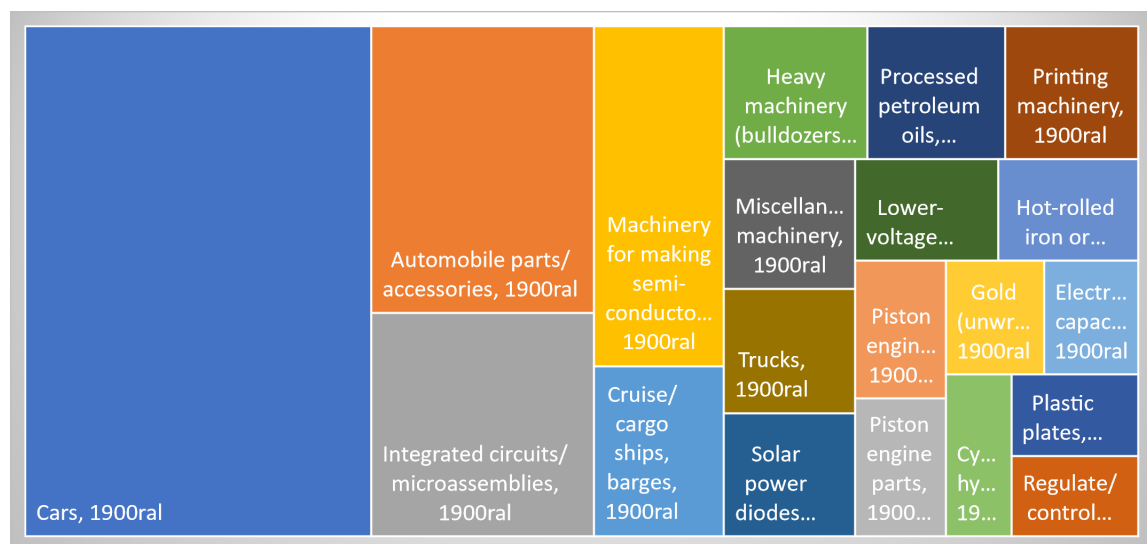 Cars, 1900ral
Automobile parts/
accessories, 1900ral
Integrated circuits/
microassemblies,
1900ral
Machinery
for making
semi-
conducto...
1900ral
Cruise/
cargo
ships,
barges,
1900ral
Heavy
machinery
(bulldozers...
Processed
petroleum
oils,...
Printing
machinery,
1900ral
Miscellan...
machinery,
1900ral
Lower-
voltage...
Hot-rolled
iron or...
Trucks,
1900ral
Solar
power
diodes...
Piston
engin...
1900...
Gold
(unwr...
1900ral
Electr...
capac...
1900ral
Piston
engine
parts,
1900...
Cy...
hy...
19...
Plastic
plates,...
Regulate/
control...